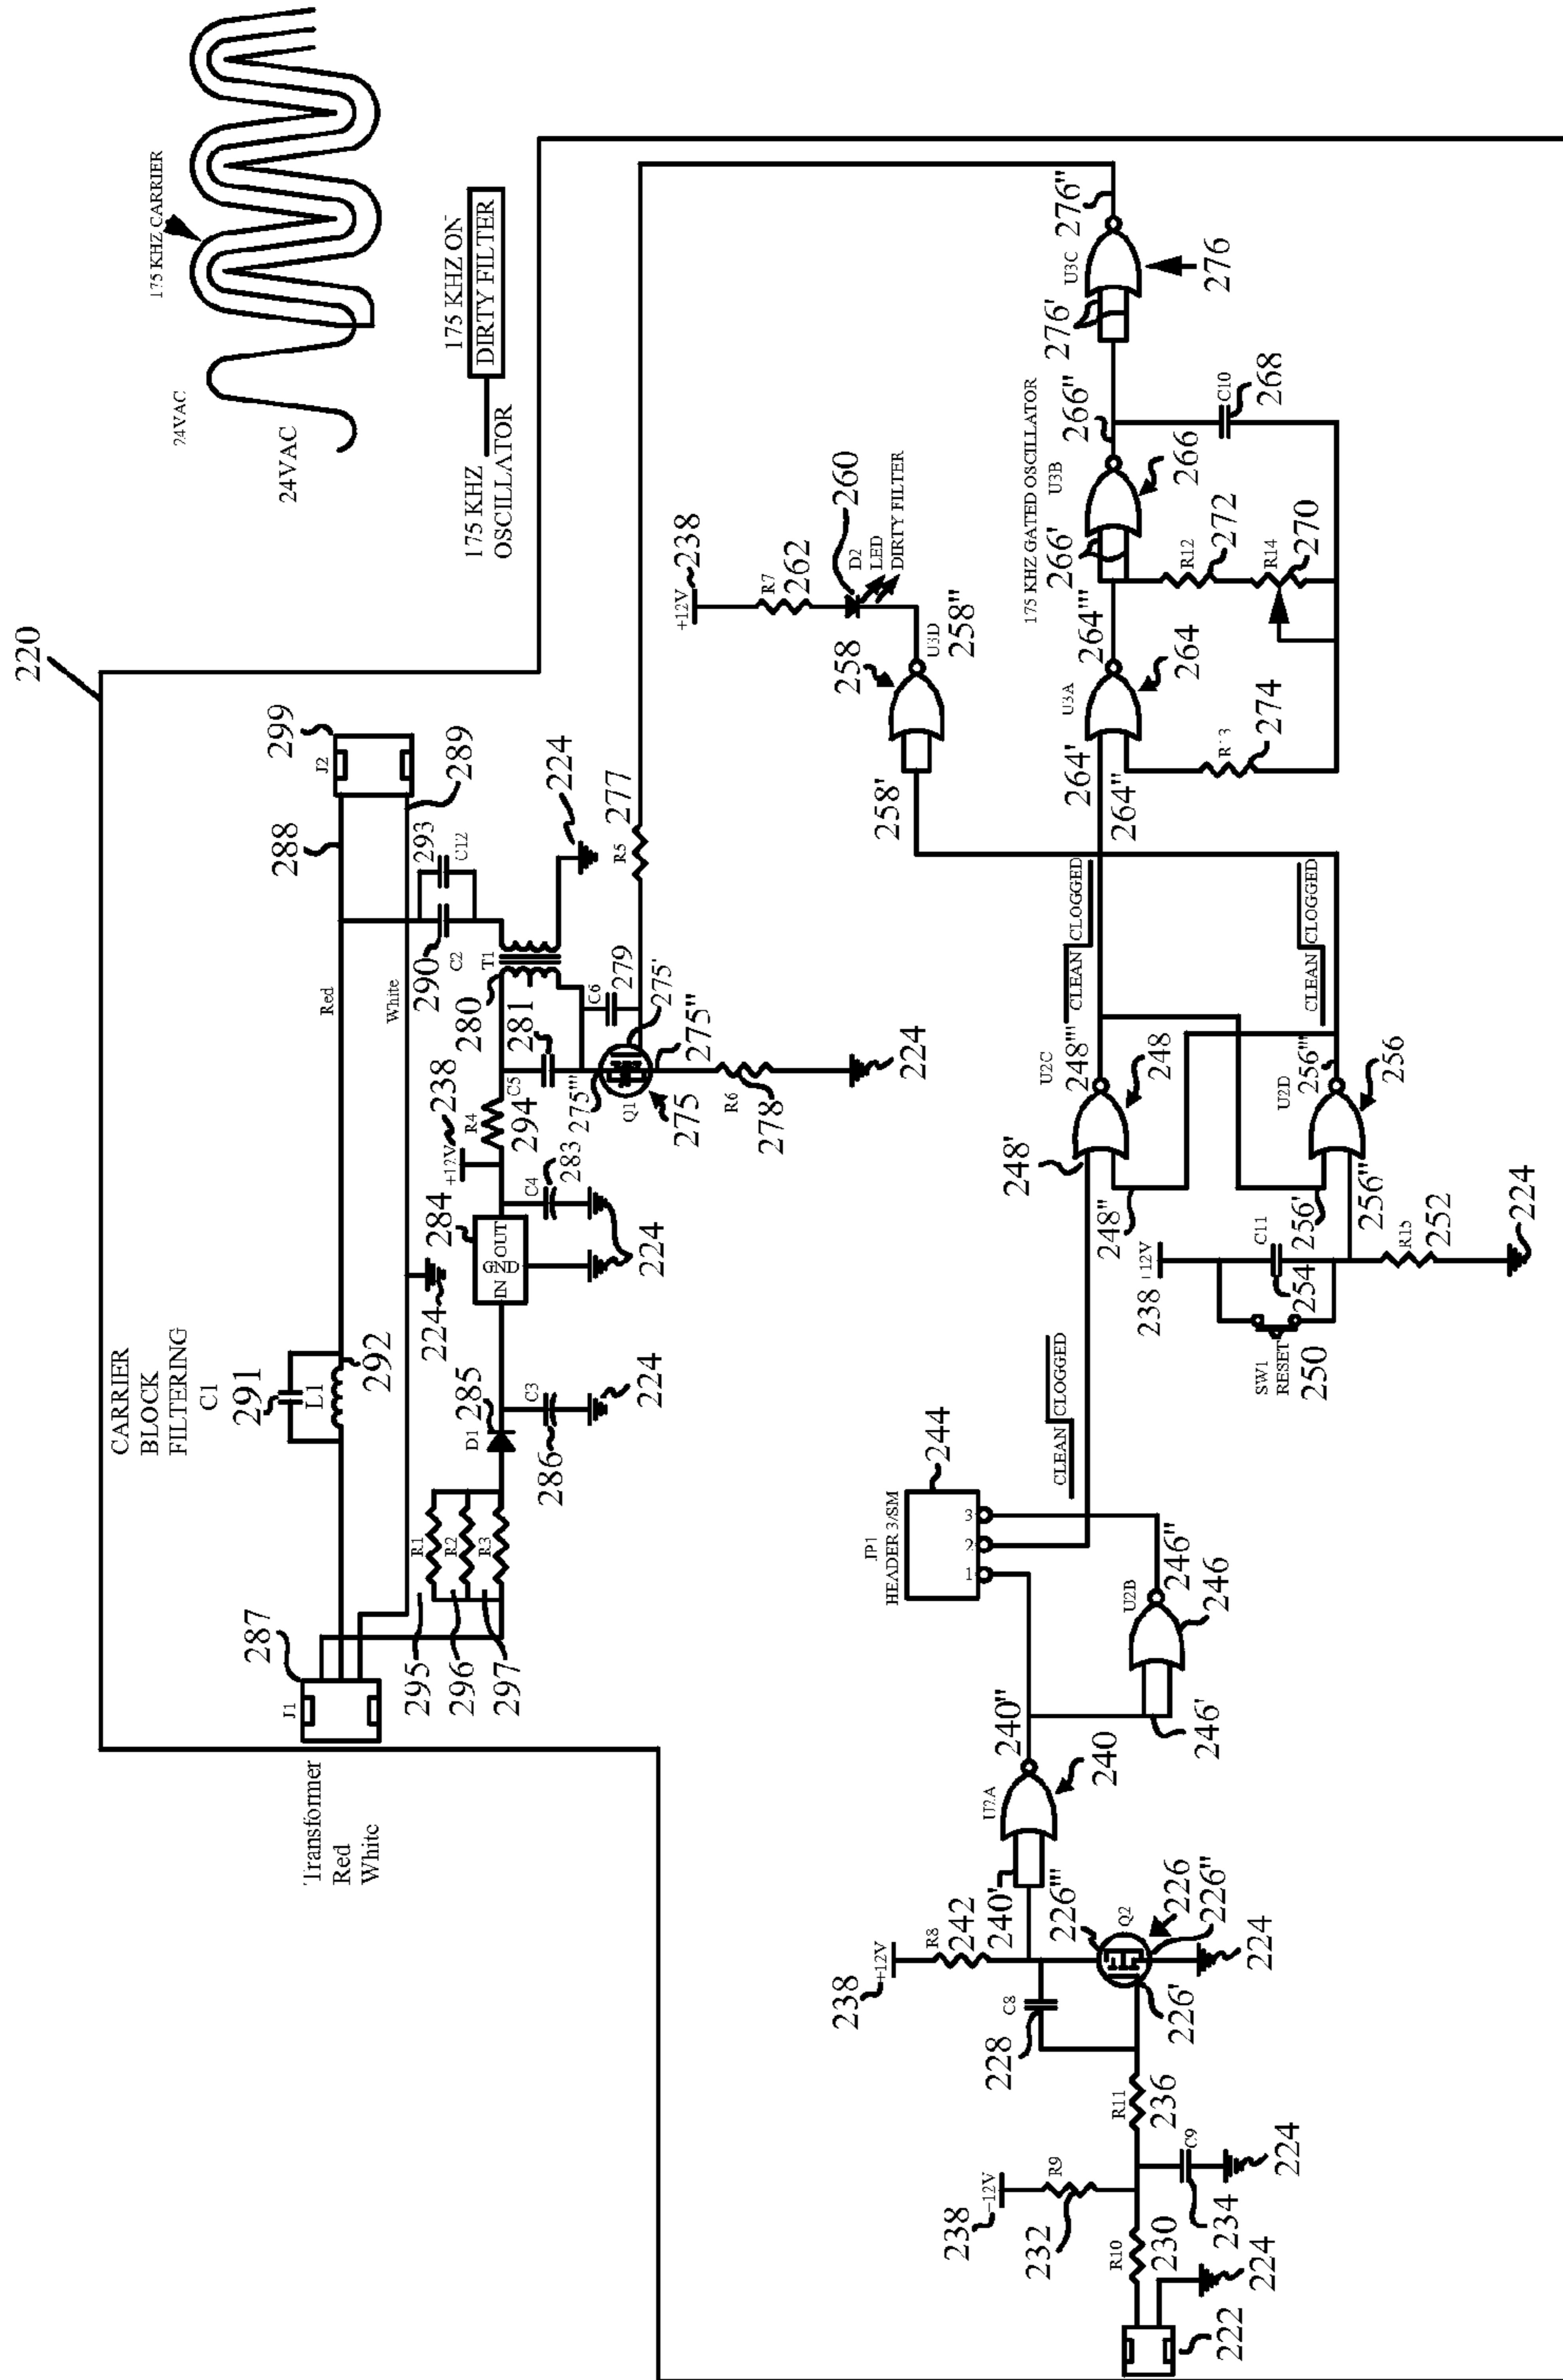 220
175 KHZ CARRIER
24VAC
24VAC
175 KHZ ON
DIRTY FILTER
175 KHZ
OSCILLATOR
CARRIER
BLOCK
FILTERING
C1
291
L1
292
Transformer
Red
White
J1
287
Red
White
288
J2
299
289
290
C2
293
C12
T1
280
281
224
224
295
296
297
R1
R2
R3
D1
285
C3
286
224
284
IN
GND
OUT
C4
283
224
+12V
238
R4
294
C5
275'''
Q1
275
275''
275'
C6
279
R6
278
224
R5
277
+12V
238
R7
262
D2
LED
DIRTY FILTER
260
258
258'
U3D
258''
222
224
R10
230
238
232
R9
C9
234
224
R11
236
C8
228
238
+12V
R8
242
226'''
Q2
226
226''
226'
224
240'
U2A
240
240''
246'
U2B
246
246''
JP1
HEADER 3/SM
244
1
2
3
CLEAN
CLOGGED
SW1
RESET
250
238
+12V
C11
254
R15
252
224
248'
248''
U2C
248'''
248
256'
256''
U2D
256'''
256
CLEAN
CLOGGED
CLEAN
CLOGGED
264'
264''
U3A
264'''
264
274
175 KHZ GATED OSCILLATOR
266'
U3B
266''
266
R12
272
R14
270
C10
268
276'
U3C
276''
276